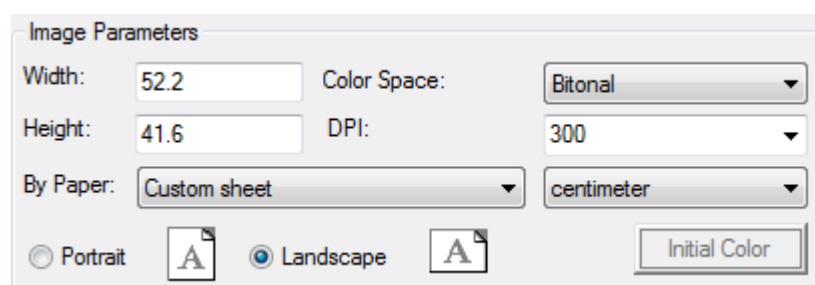 Image Parameters
Width: 52.2 Color Space: Bitonal
Height: 41.6 DPI: 300
By Paper: Custom sheet centimeter
Portrait A Landscape A Initial Color